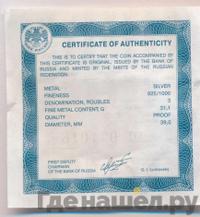 CERTIFICATE OF AUTHENTICITY
THIS IS TO CERTIFY THAT THE COIN ACCOMPANIED
BY THIS CERTIFICATE IS ORIGINAL, ISSUED BY THE BANK OF
RUSSIA AND MINTED BY THE MINTS OF THE RUSSIAN
FEDERATION.
METAL SILVER
FINENESS 925/1000
DENOMINATION, ROUBLES 3
FINE METAL CONTENT, G 31,1
QUALITY PROOF
DIAMETER, MM 39,0
FIRST DEPUTY
CHAIRMAN
OF THE BANK OF RUSSIA
Гденашел.ру